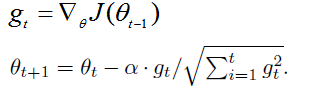 g_t = ∇_θ J(θ_{t-1})
θ_{t+1} = θ_t − α · g_t / √(∑_{i=1}^{t} g_t^2).